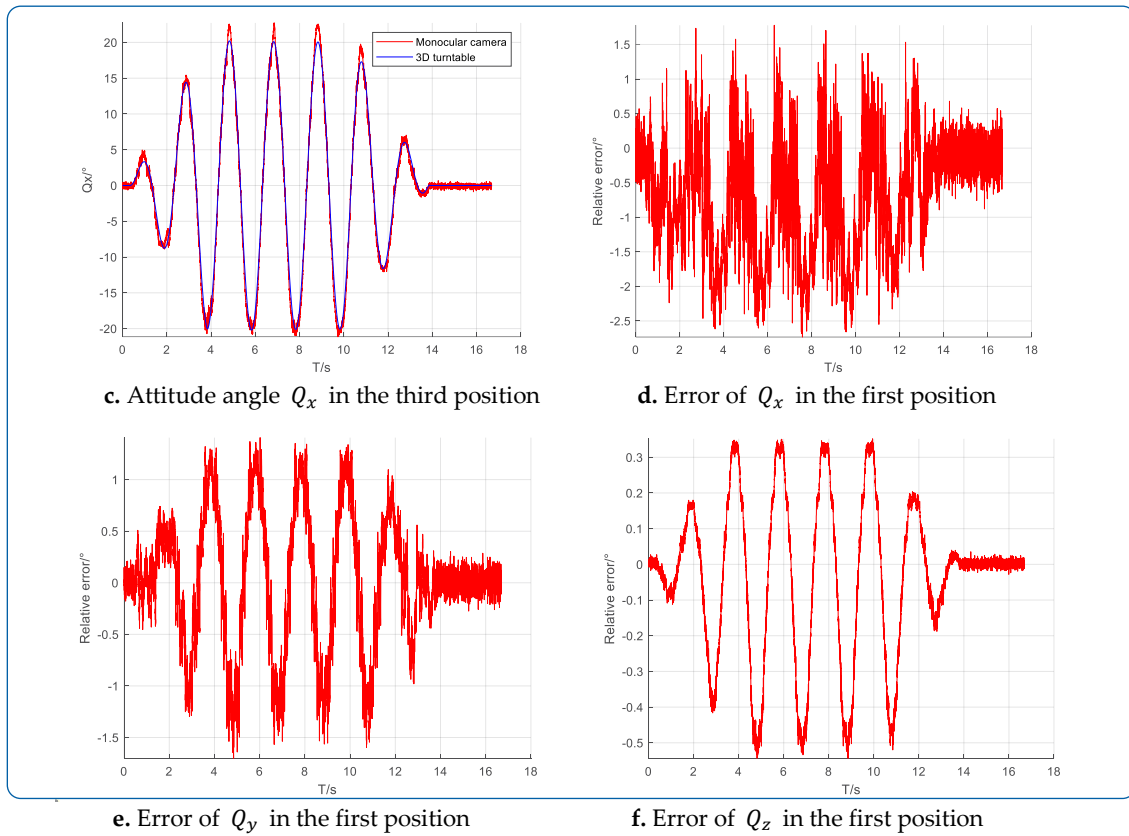 20
15
10
5
0
-5
-10
-15
-20
Qx/°
Monocular camera
3D turntable
0 2 4 6 8 10 12 14 16 18
T/s
c. Attitude angle Qx in the third position
1.5
1
0.5
0
-0.5
-1
-1.5
-2
-2.5
Relative error/°
0 2 4 6 8 10 12 14 16 18
T/s
d. Error of Qx in the first position
1
0.5
0
-0.5
-1
-1.5
Relative error/°
0 2 4 6 8 10 12 14 16 18
T/s
e. Error of Qy in the first position
0.3
0.2
0.1
0
-0.1
-0.2
-0.3
-0.4
-0.5
Relative error/°
0 2 4 6 8 10 12 14 16 18
T/s
f. Error of Qz in the first position